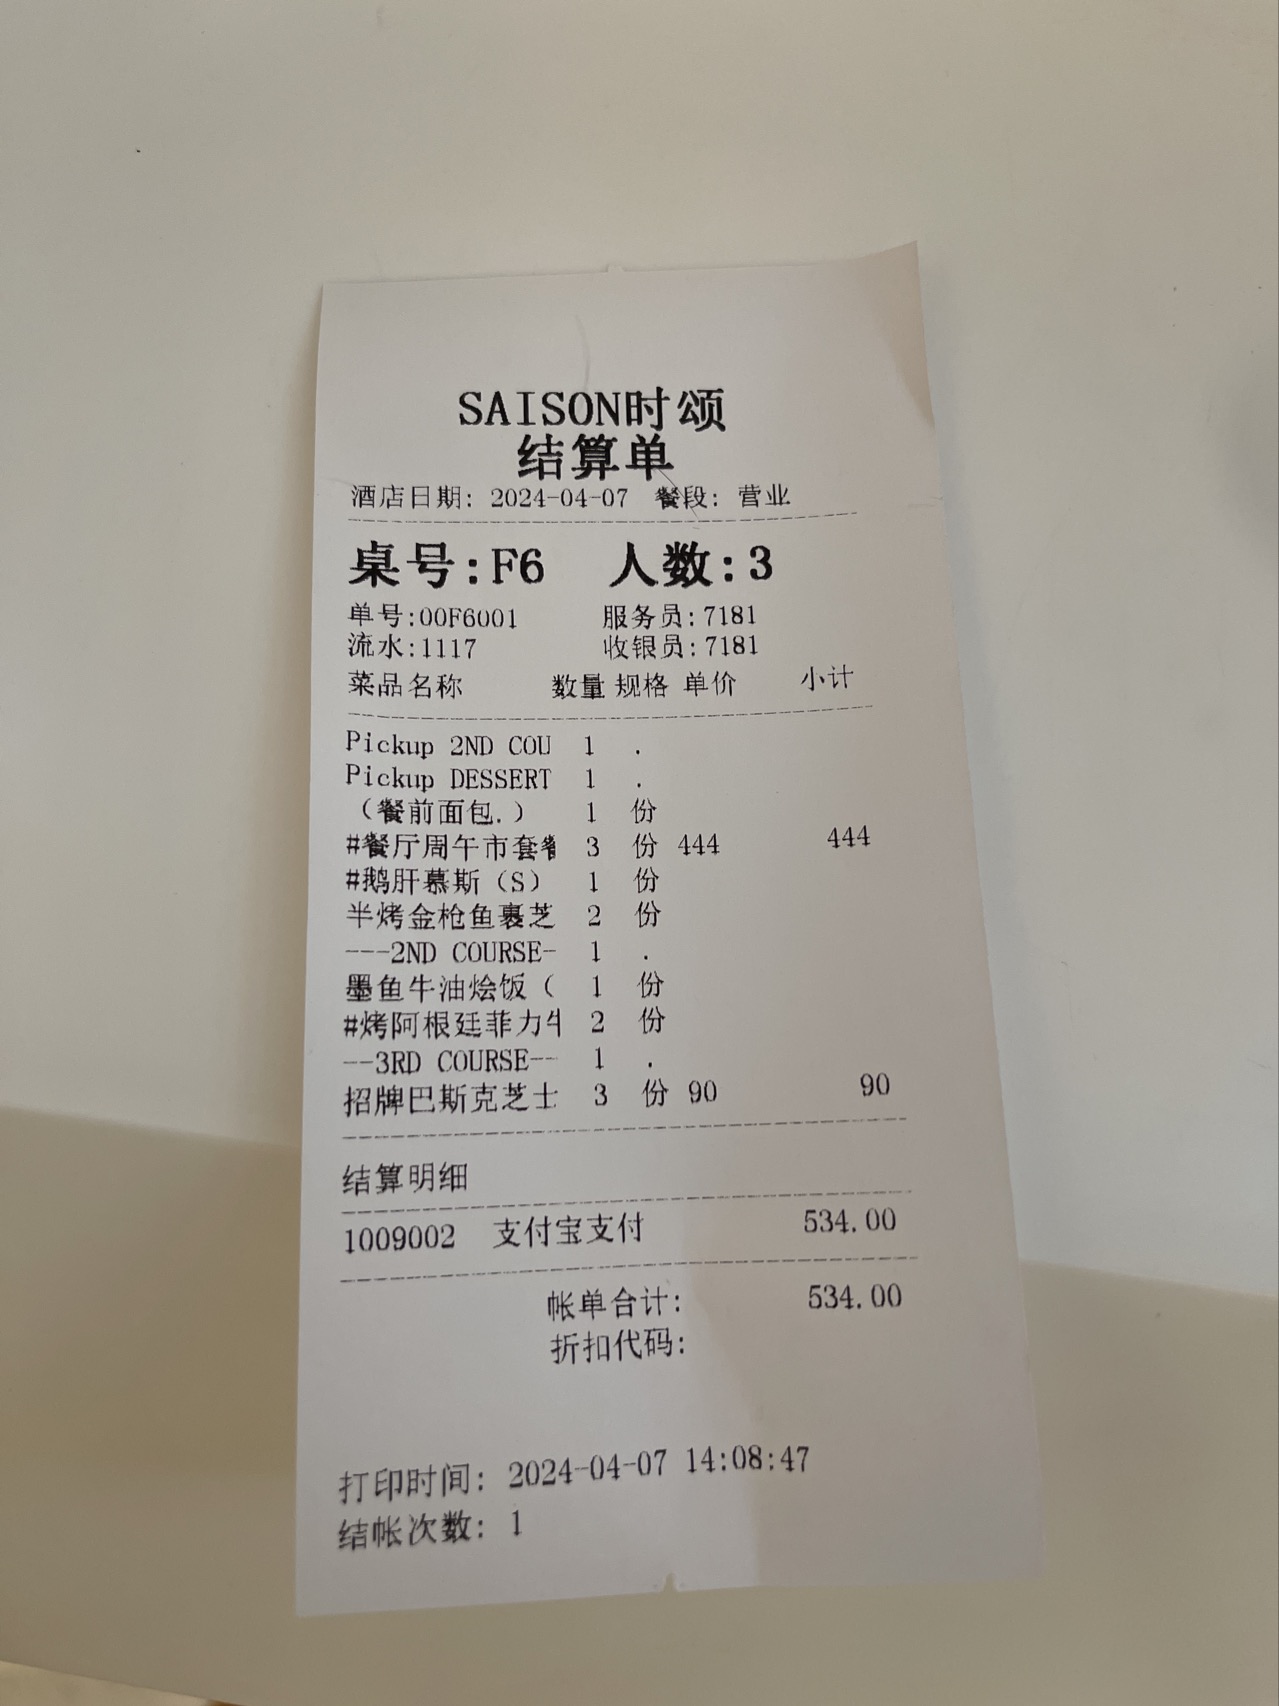 SAISON时颂
结算单
酒店日期: 2024-04-07 餐段: 营业
桌号:F6 人数:3
单号:00F6001 服务员:7181
流水:1117 收银员:7181
菜品名称 数量 规格 单价 小计
Pickup 2ND COU 1 .
Pickup DESSERT 1 .
（餐前面包.） 1 份
#餐厅周午市套餐 3 份 444 444
#鹅肝慕斯（S） 1 份
半烤金枪鱼裹芝 2 份
---2ND COURSE- 1 .
墨鱼牛油烩饭（ 1 份
#烤阿根廷菲力牛 2 份
--3RD COURSE-- 1 .
招牌巴斯克芝士 3 份 90 90
结算明细
1009002 支付宝支付 534.00
帐单合计: 534.00
折扣代码:
打印时间: 2024-04-07 14:08:47
结帐次数: 1